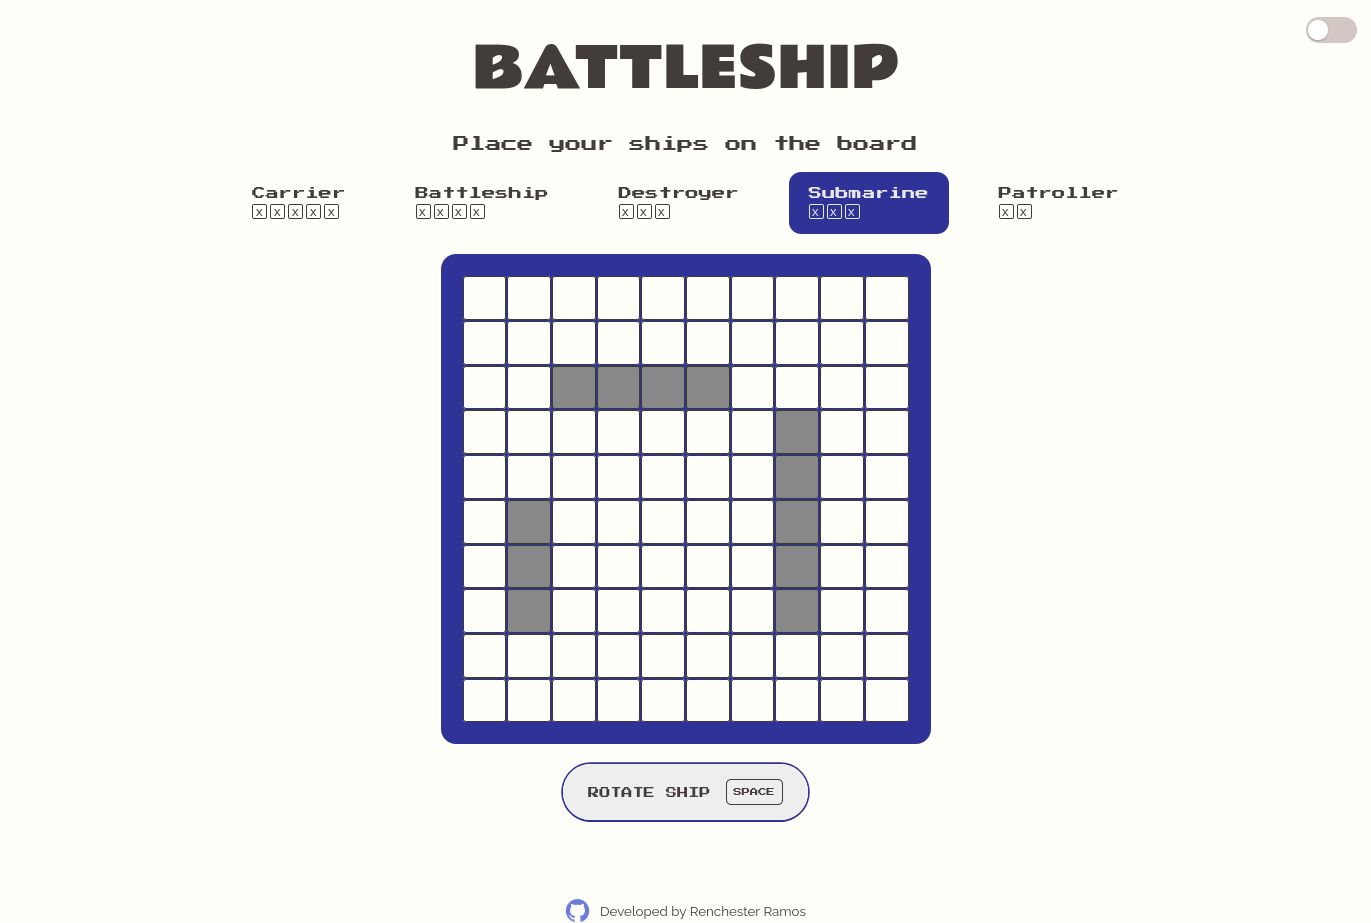 BATTLESHIP
Place your ships on the board
Carrier Battleship Destroyer Submarine Patroller
x x x x x x x x x x x x x x x x x
ROTATE SHIP SPACE
Developed by Renchester Ramos